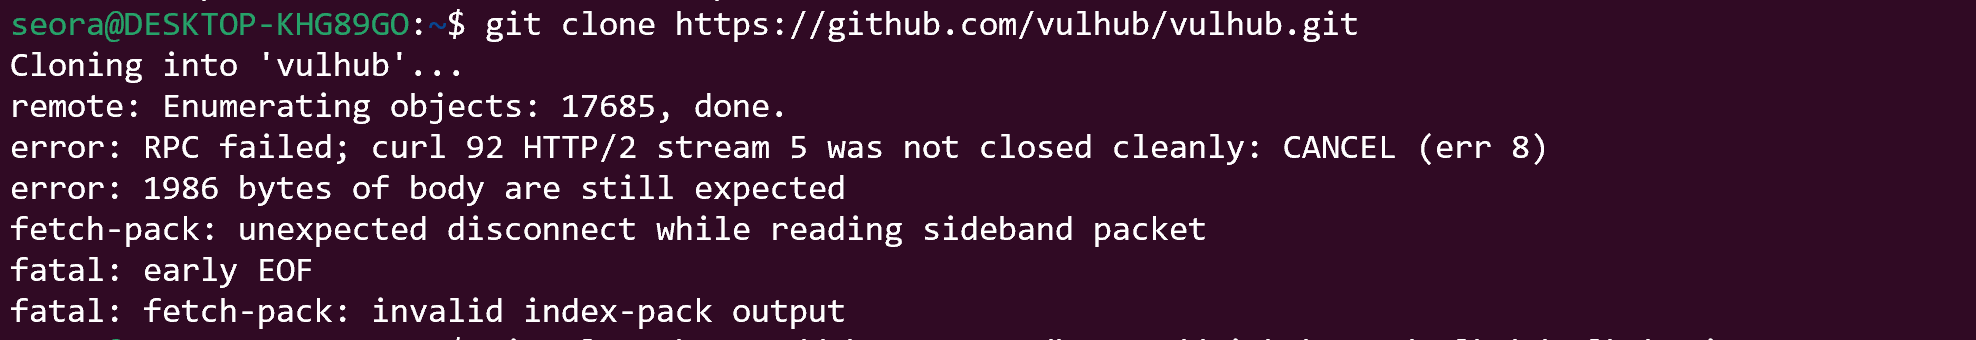 seora@DESKTOP-KHG89GO:~$ git clone https://github.com/vulhub/vulhub.git
Cloning into 'vulhub'...
remote: Enumerating objects: 17685, done.
error: RPC failed; curl 92 HTTP/2 stream 5 was not closed cleanly: CANCEL (err 8)
error: 1986 bytes of body are still expected
fetch-pack: unexpected disconnect while reading sideband packet
fatal: early EOF
fatal: fetch-pack: invalid index-pack output